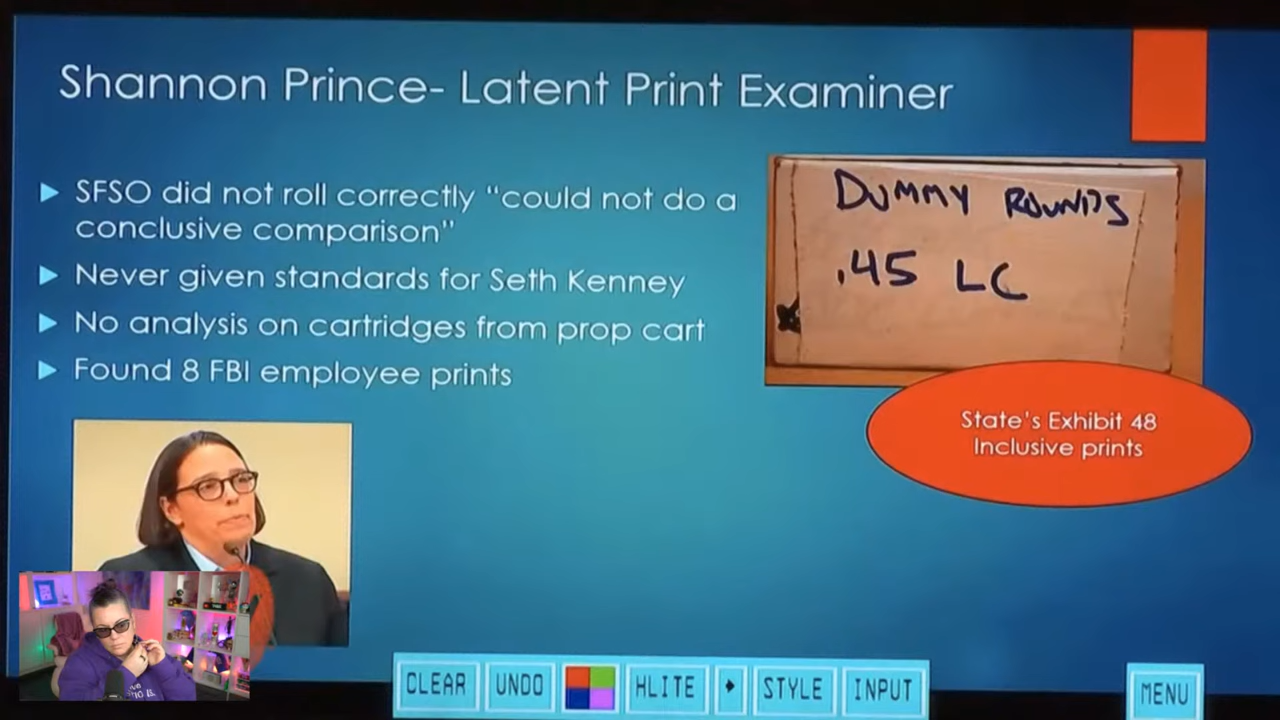 Shannon Prince- Latent Print Examiner
SFSO did not roll correctly “could not do a
conclusive comparison”
Never given standards for Seth Kenney
No analysis on cartridges from prop cart
Found 8 FBI employee prints
DUMMY ROUNDS
.45 LC
State's Exhibit 48
Inclusive prints
CLEAR
UNDO
HLITE
STYLE
INPUT
MENU